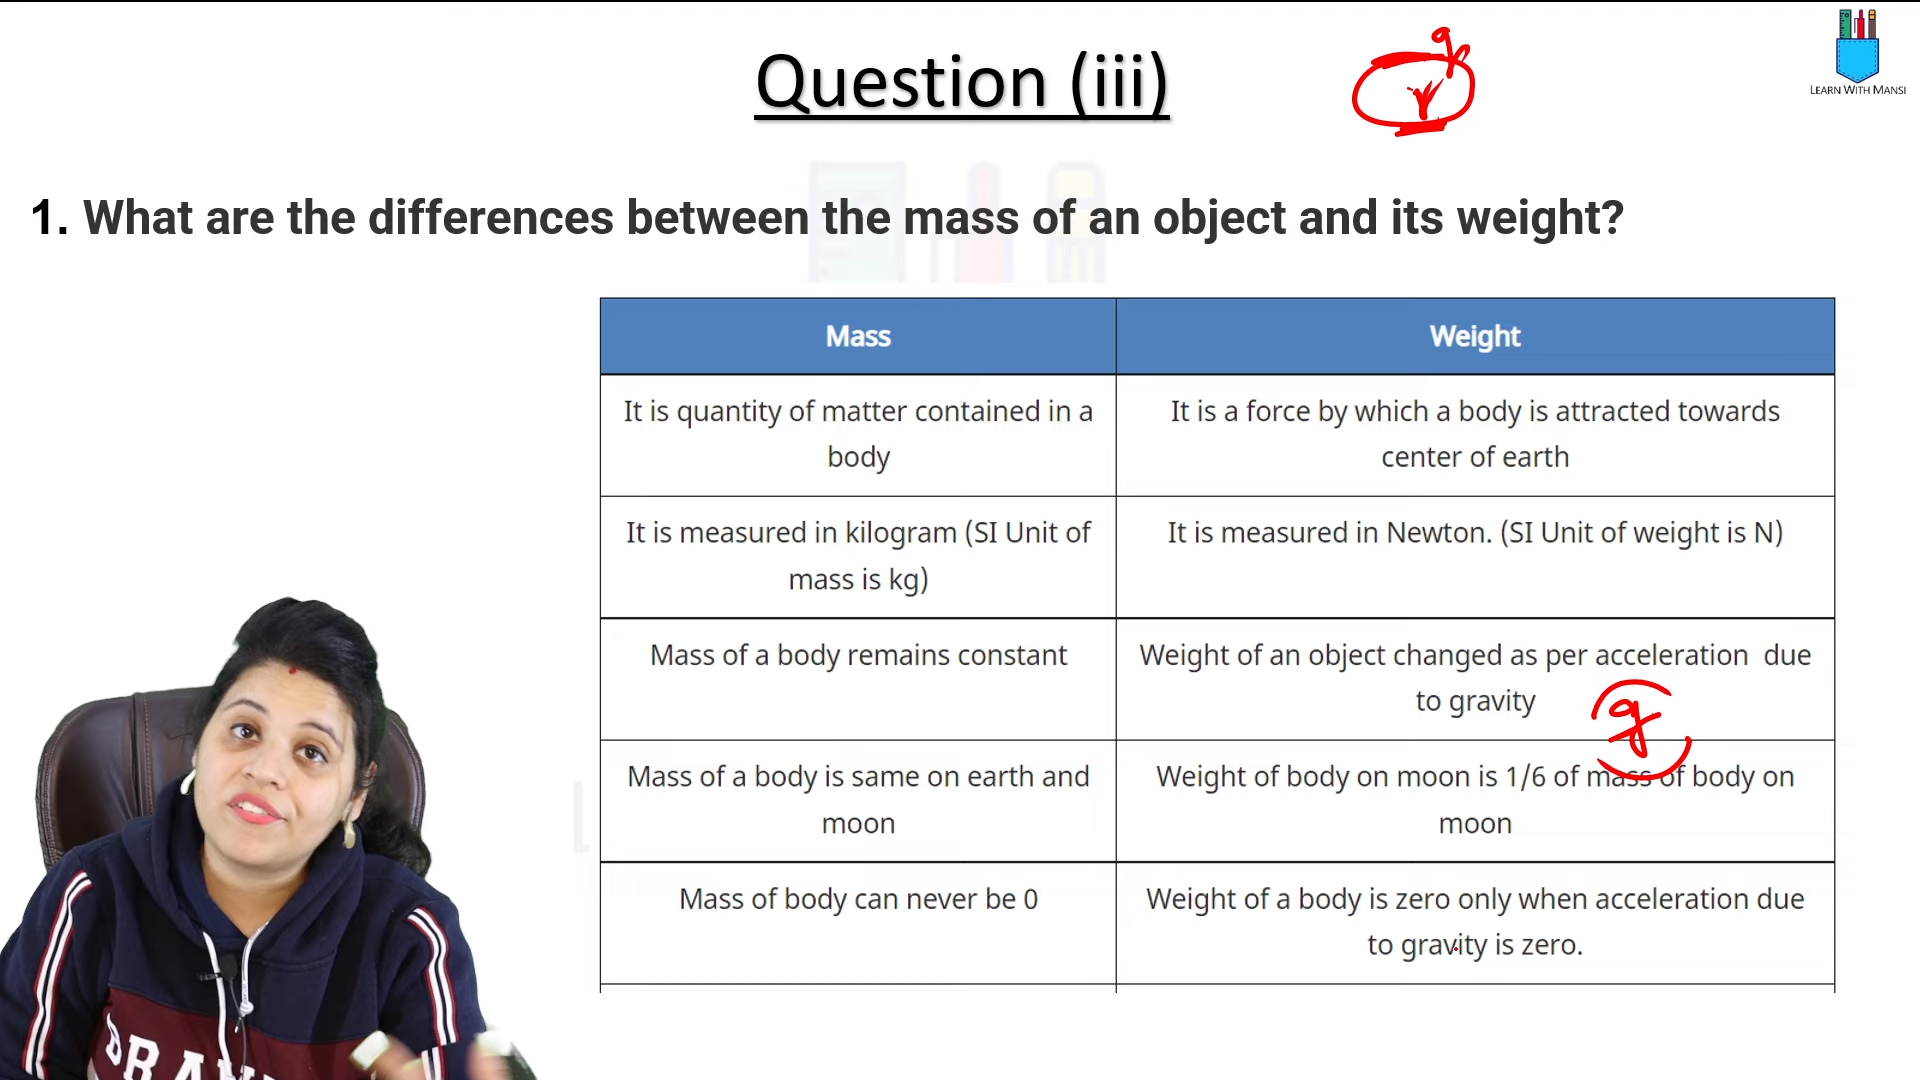 Question (iii)
g
r
LEARN WITH MANSI
1. What are the differences between the mass of an object and its weight?
Mass
Weight
It is quantity of matter contained in a
body
It is a force by which a body is attracted towards
center of earth
It is measured in kilogram (SI Unit of
mass is kg)
It is measured in Newton. (SI Unit of weight is N)
Mass of a body remains constant
Weight of an object changed as per acceleration due
to gravity
g
Mass of a body is same on earth and
moon
Weight of body on moon is 1/6 of mass of body on
moon
Mass of body can never be 0
Weight of a body is zero only when acceleration due
to gravity is zero.